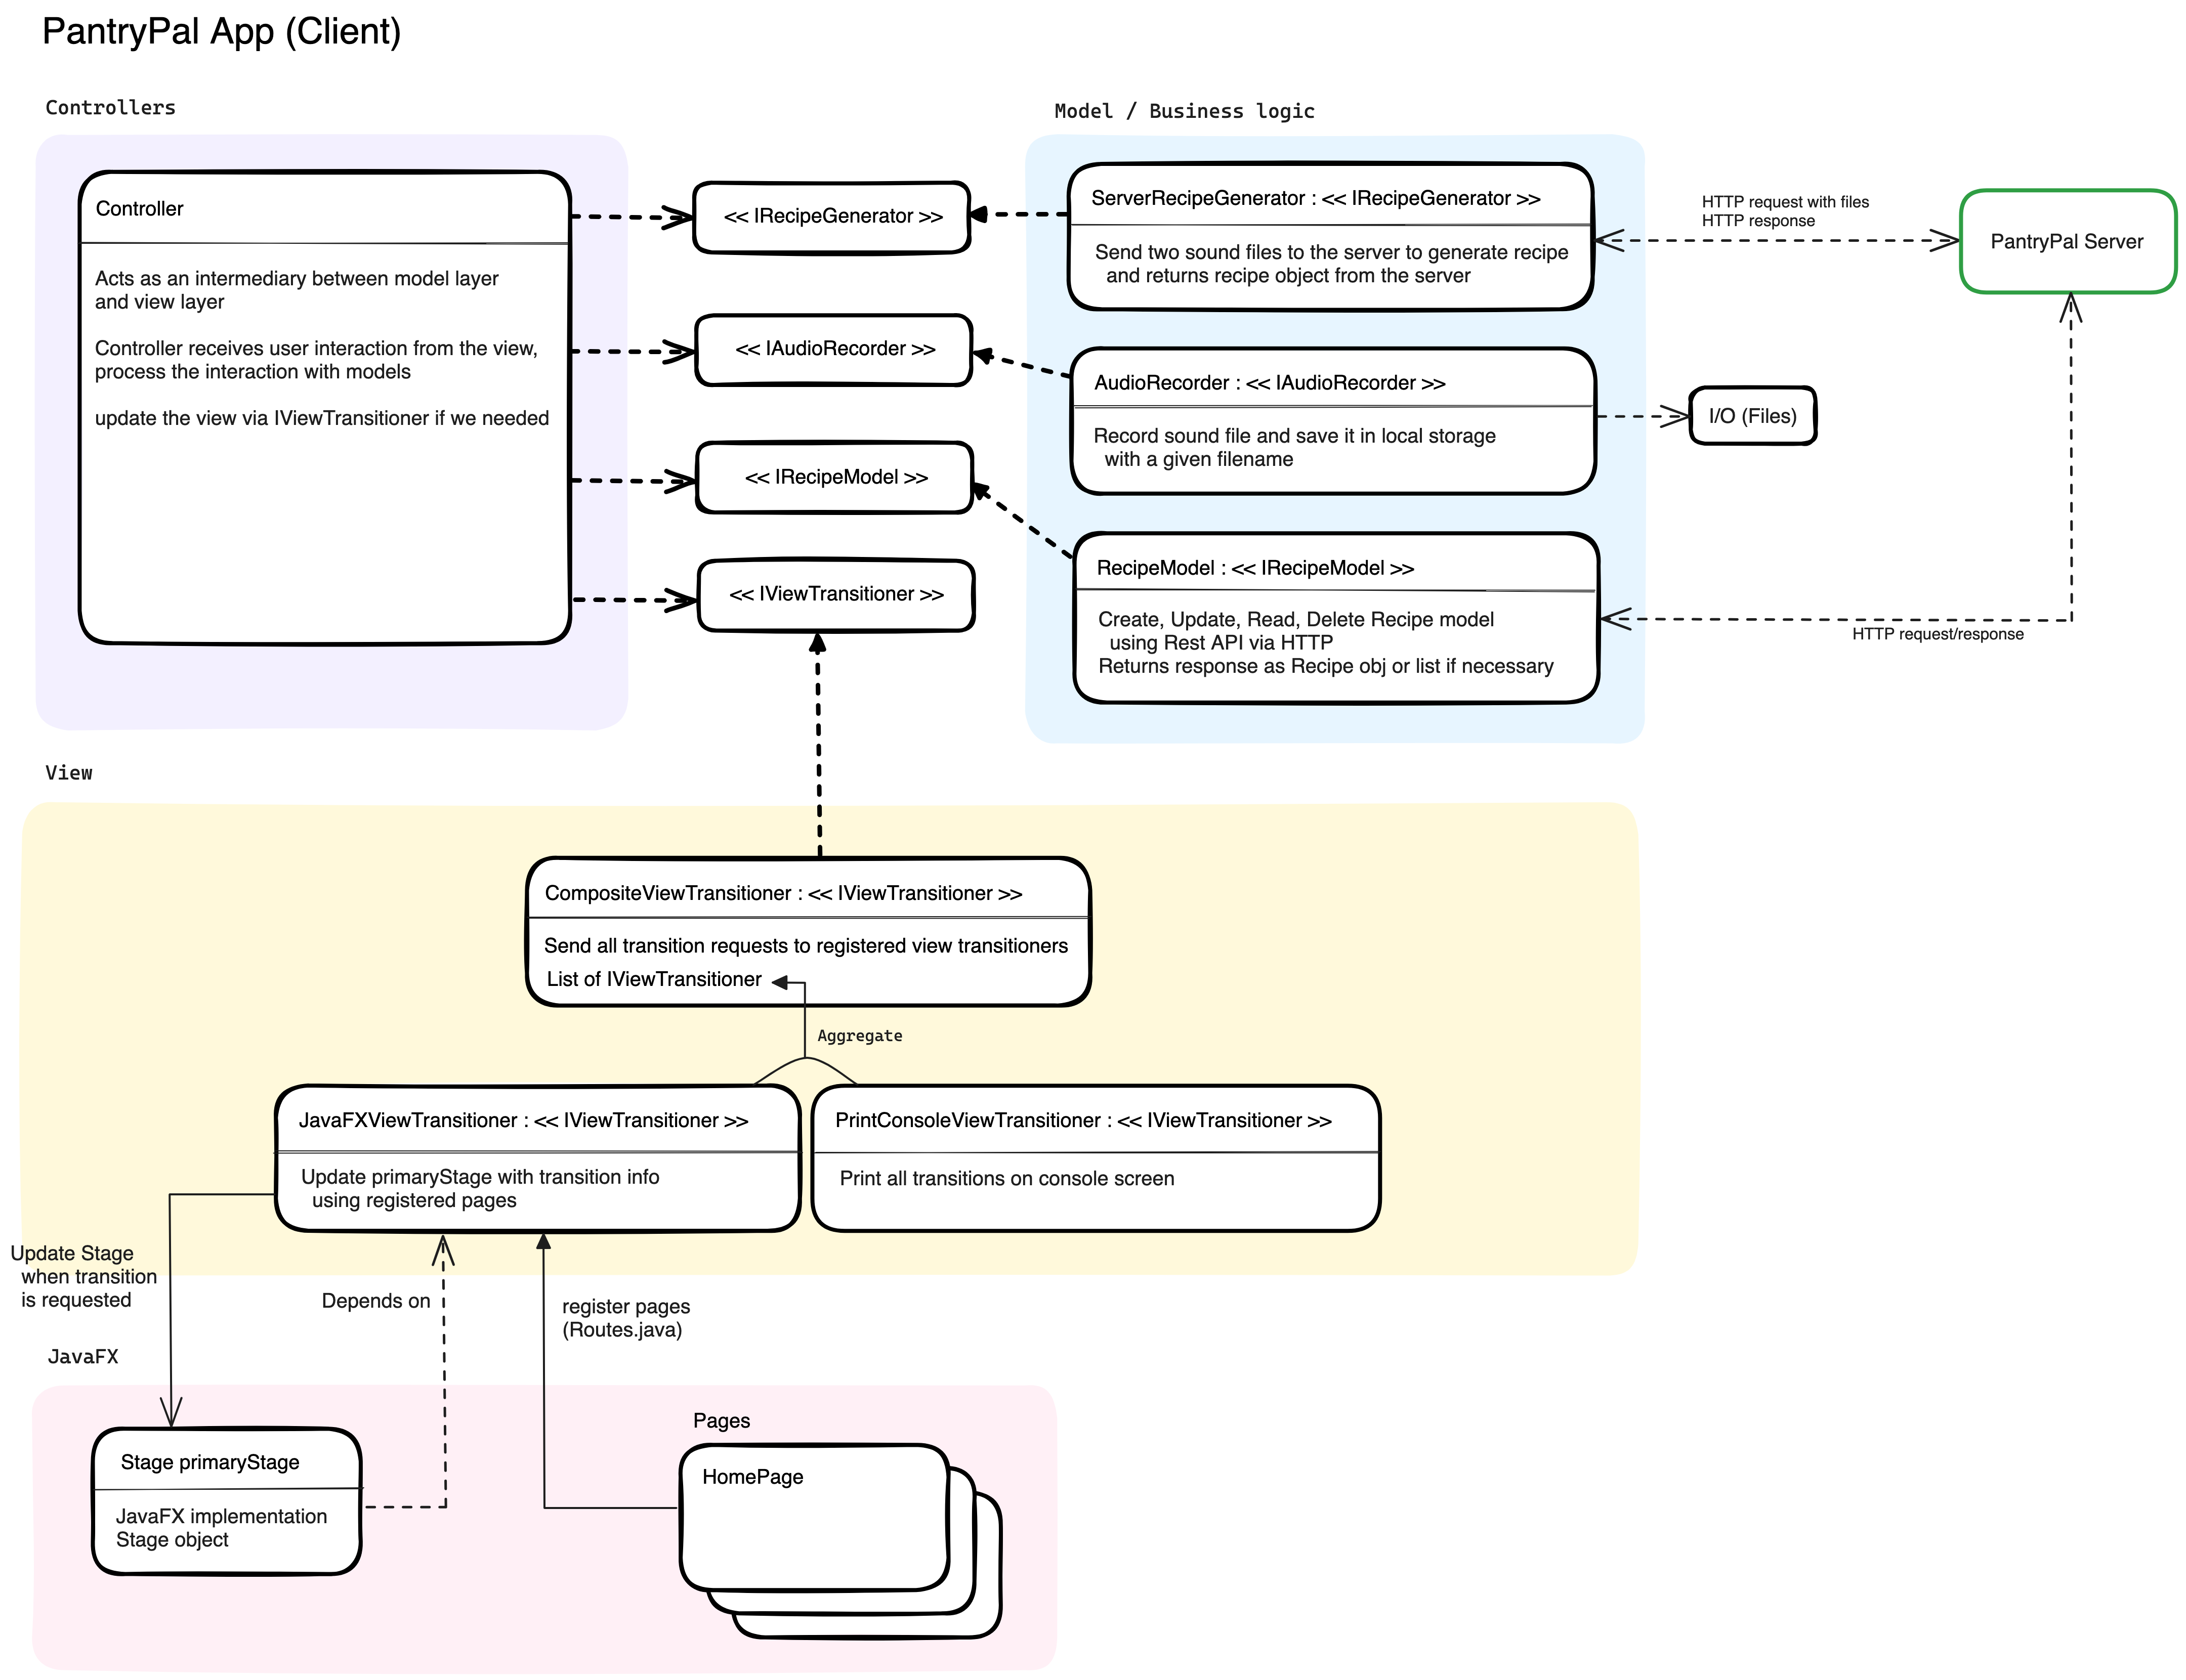 PantryPal App (Client)
Controllers
Controller
Acts as an intermediary between model layer
and view layer
Controller receives user interaction from the view,
process the interaction with models
update the view via IViewTransitioner if we needed
<< IRecipeGenerator >>
<< IAudioRecorder >>
<< IRecipeModel >>
<< IViewTransitioner >>
Model / Business logic
ServerRecipeGenerator : << IRecipeGenerator >>
Send two sound files to the server to generate recipe
and returns recipe object from the server
AudioRecorder : << IAudioRecorder >>
Record sound file and save it in local storage
with a given filename
RecipeModel : << IRecipeModel >>
Create, Update, Read, Delete Recipe model
using Rest API via HTTP
Returns response as Recipe obj or list if necessary
HTTP request with files
HTTP response
PantryPal Server
I/O (Files)
HTTP request/response
View
CompositeViewTransitioner : << IViewTransitioner >>
Send all transition requests to registered view transitioners
List of IViewTransitioner
Aggregate
JavaFXViewTransitioner : << IViewTransitioner >>
Update primaryStage with transition info
using registered pages
PrintConsoleViewTransitioner : << IViewTransitioner >>
Print all transitions on console screen
Update Stage
when transition
is requested
Depends on
register pages
(Routes.java)
JavaFX
Stage primaryStage
JavaFX implementation
Stage object
Pages
HomePage